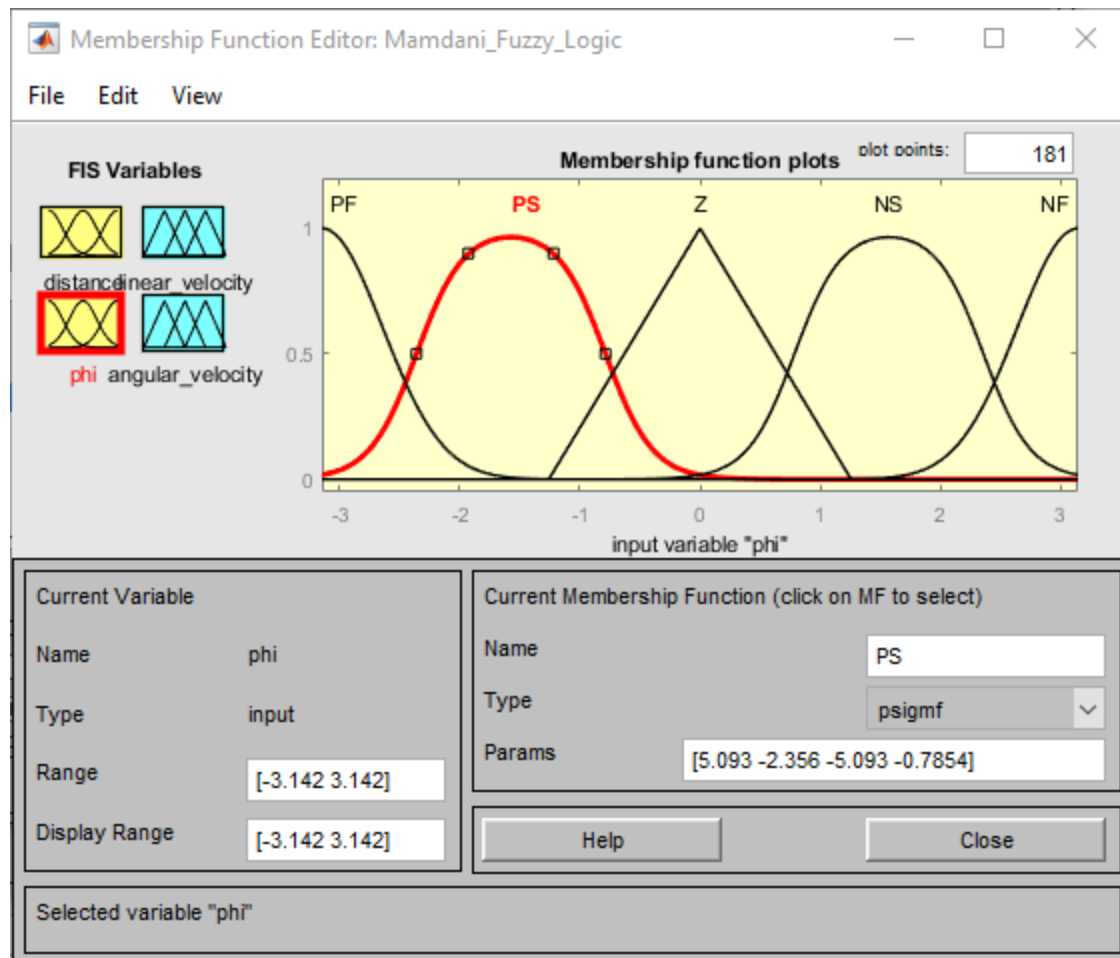 Membership Function Editor: Mamdani_Fuzzy_Logic
File Edit View
FIS Variables
distance linear_velocity
phi angular_velocity
Membership function plots plot points: 181
PF PS Z NS NF
1
0.5
0
-3 -2 -1 0 1 2 3
input variable "phi"
Current Variable
Name phi
Type input
Range [-3.142 3.142]
Display Range [-3.142 3.142]
Current Membership Function (click on MF to select)
Name PS
Type psigmf
Params [5.093 -2.356 -5.093 -0.7854]
Help Close
Selected variable "phi"